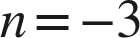 n = −3